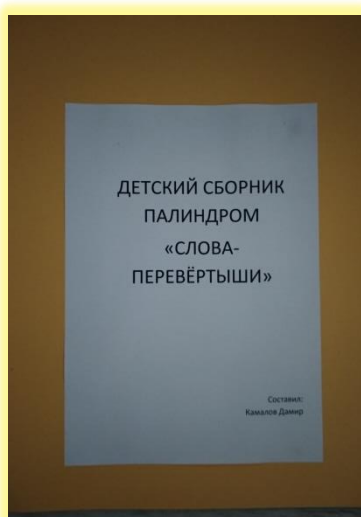 ДЕТСКИЙ СБОРНИК
ПАЛИНДРОМ
«СЛОВА-
ПЕРЕВЁРТЫШИ»
Составил:
Камалов Дамир